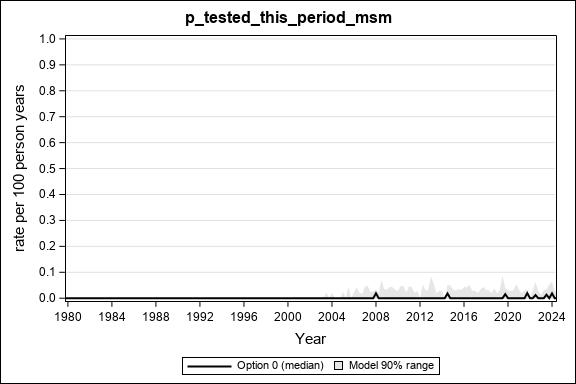 p_tested_this_period_msm
rate per 100 person years
1.0
0.9
0.8
0.7
0.6
0.5
0.4
0.3
0.2
0.1
0.0
1980 1984 1988 1992 1996 2000 2004 2008 2012 2016 2020 2024
Year
Option 0 (median) Model 90% range